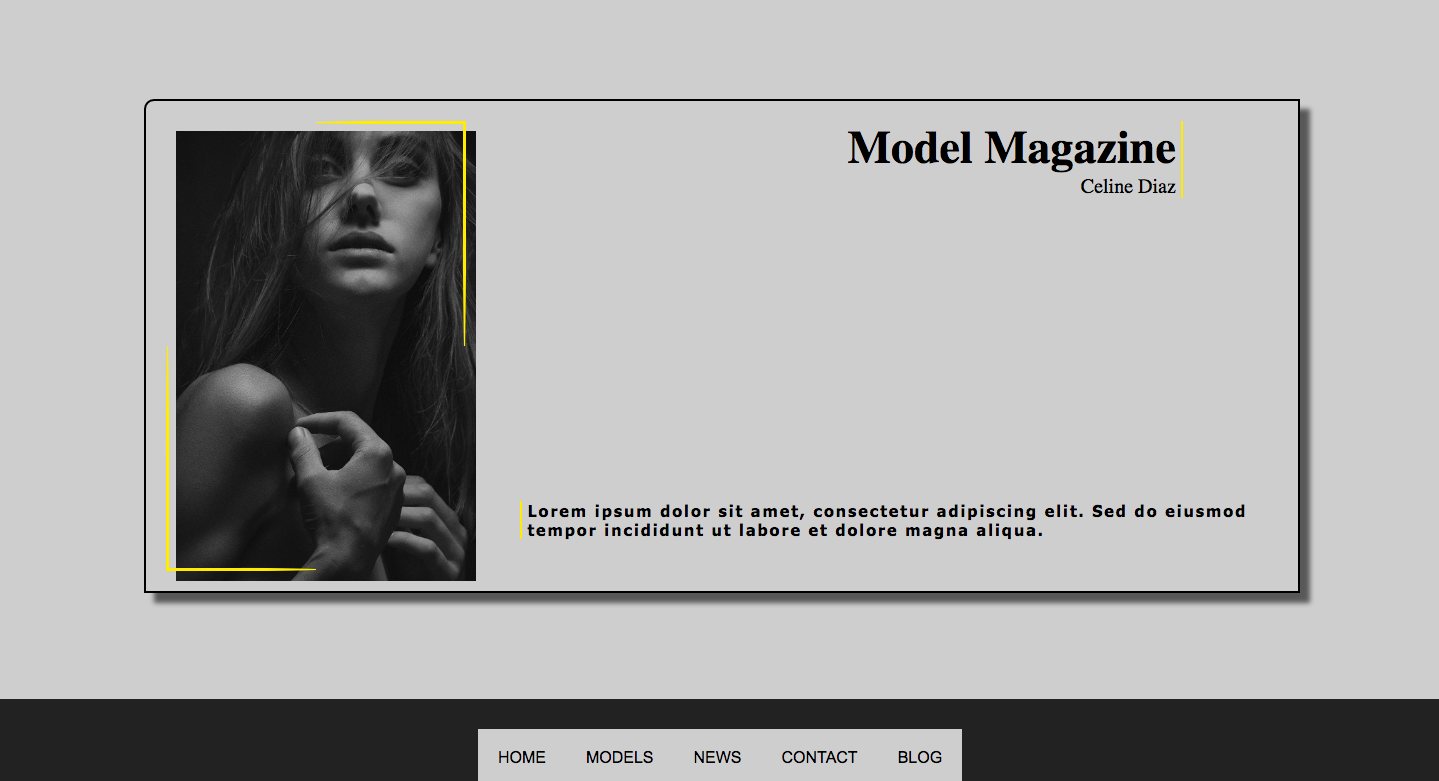 Model Magazine
Celine Diaz
Lorem ipsum dolor sit amet, consectetur adipiscing elit. Sed do eiusmod
tempor incididunt ut labore et dolore magna aliqua.
HOME MODELS NEWS CONTACT BLOG